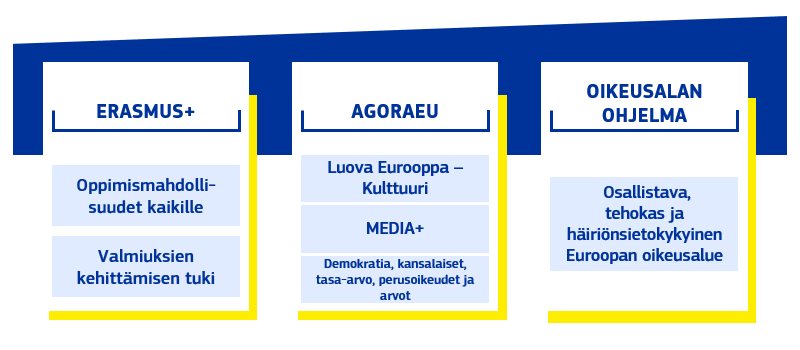 ERASMUS+
Oppimismahdolli-
suudet kaikille
Valmiuksien
kehittämisen tuki
AGORAEU
Luova Eurooppa –
Kulttuuri
MEDIA+
Demokratia, kansalaiset,
tasa-arvo, perusoikeudet ja
arvot
OIKEUSALAN
OHJELMA
Osallistava,
tehokas ja
häiriönsietokykyinen
Euroopan oikeusalue